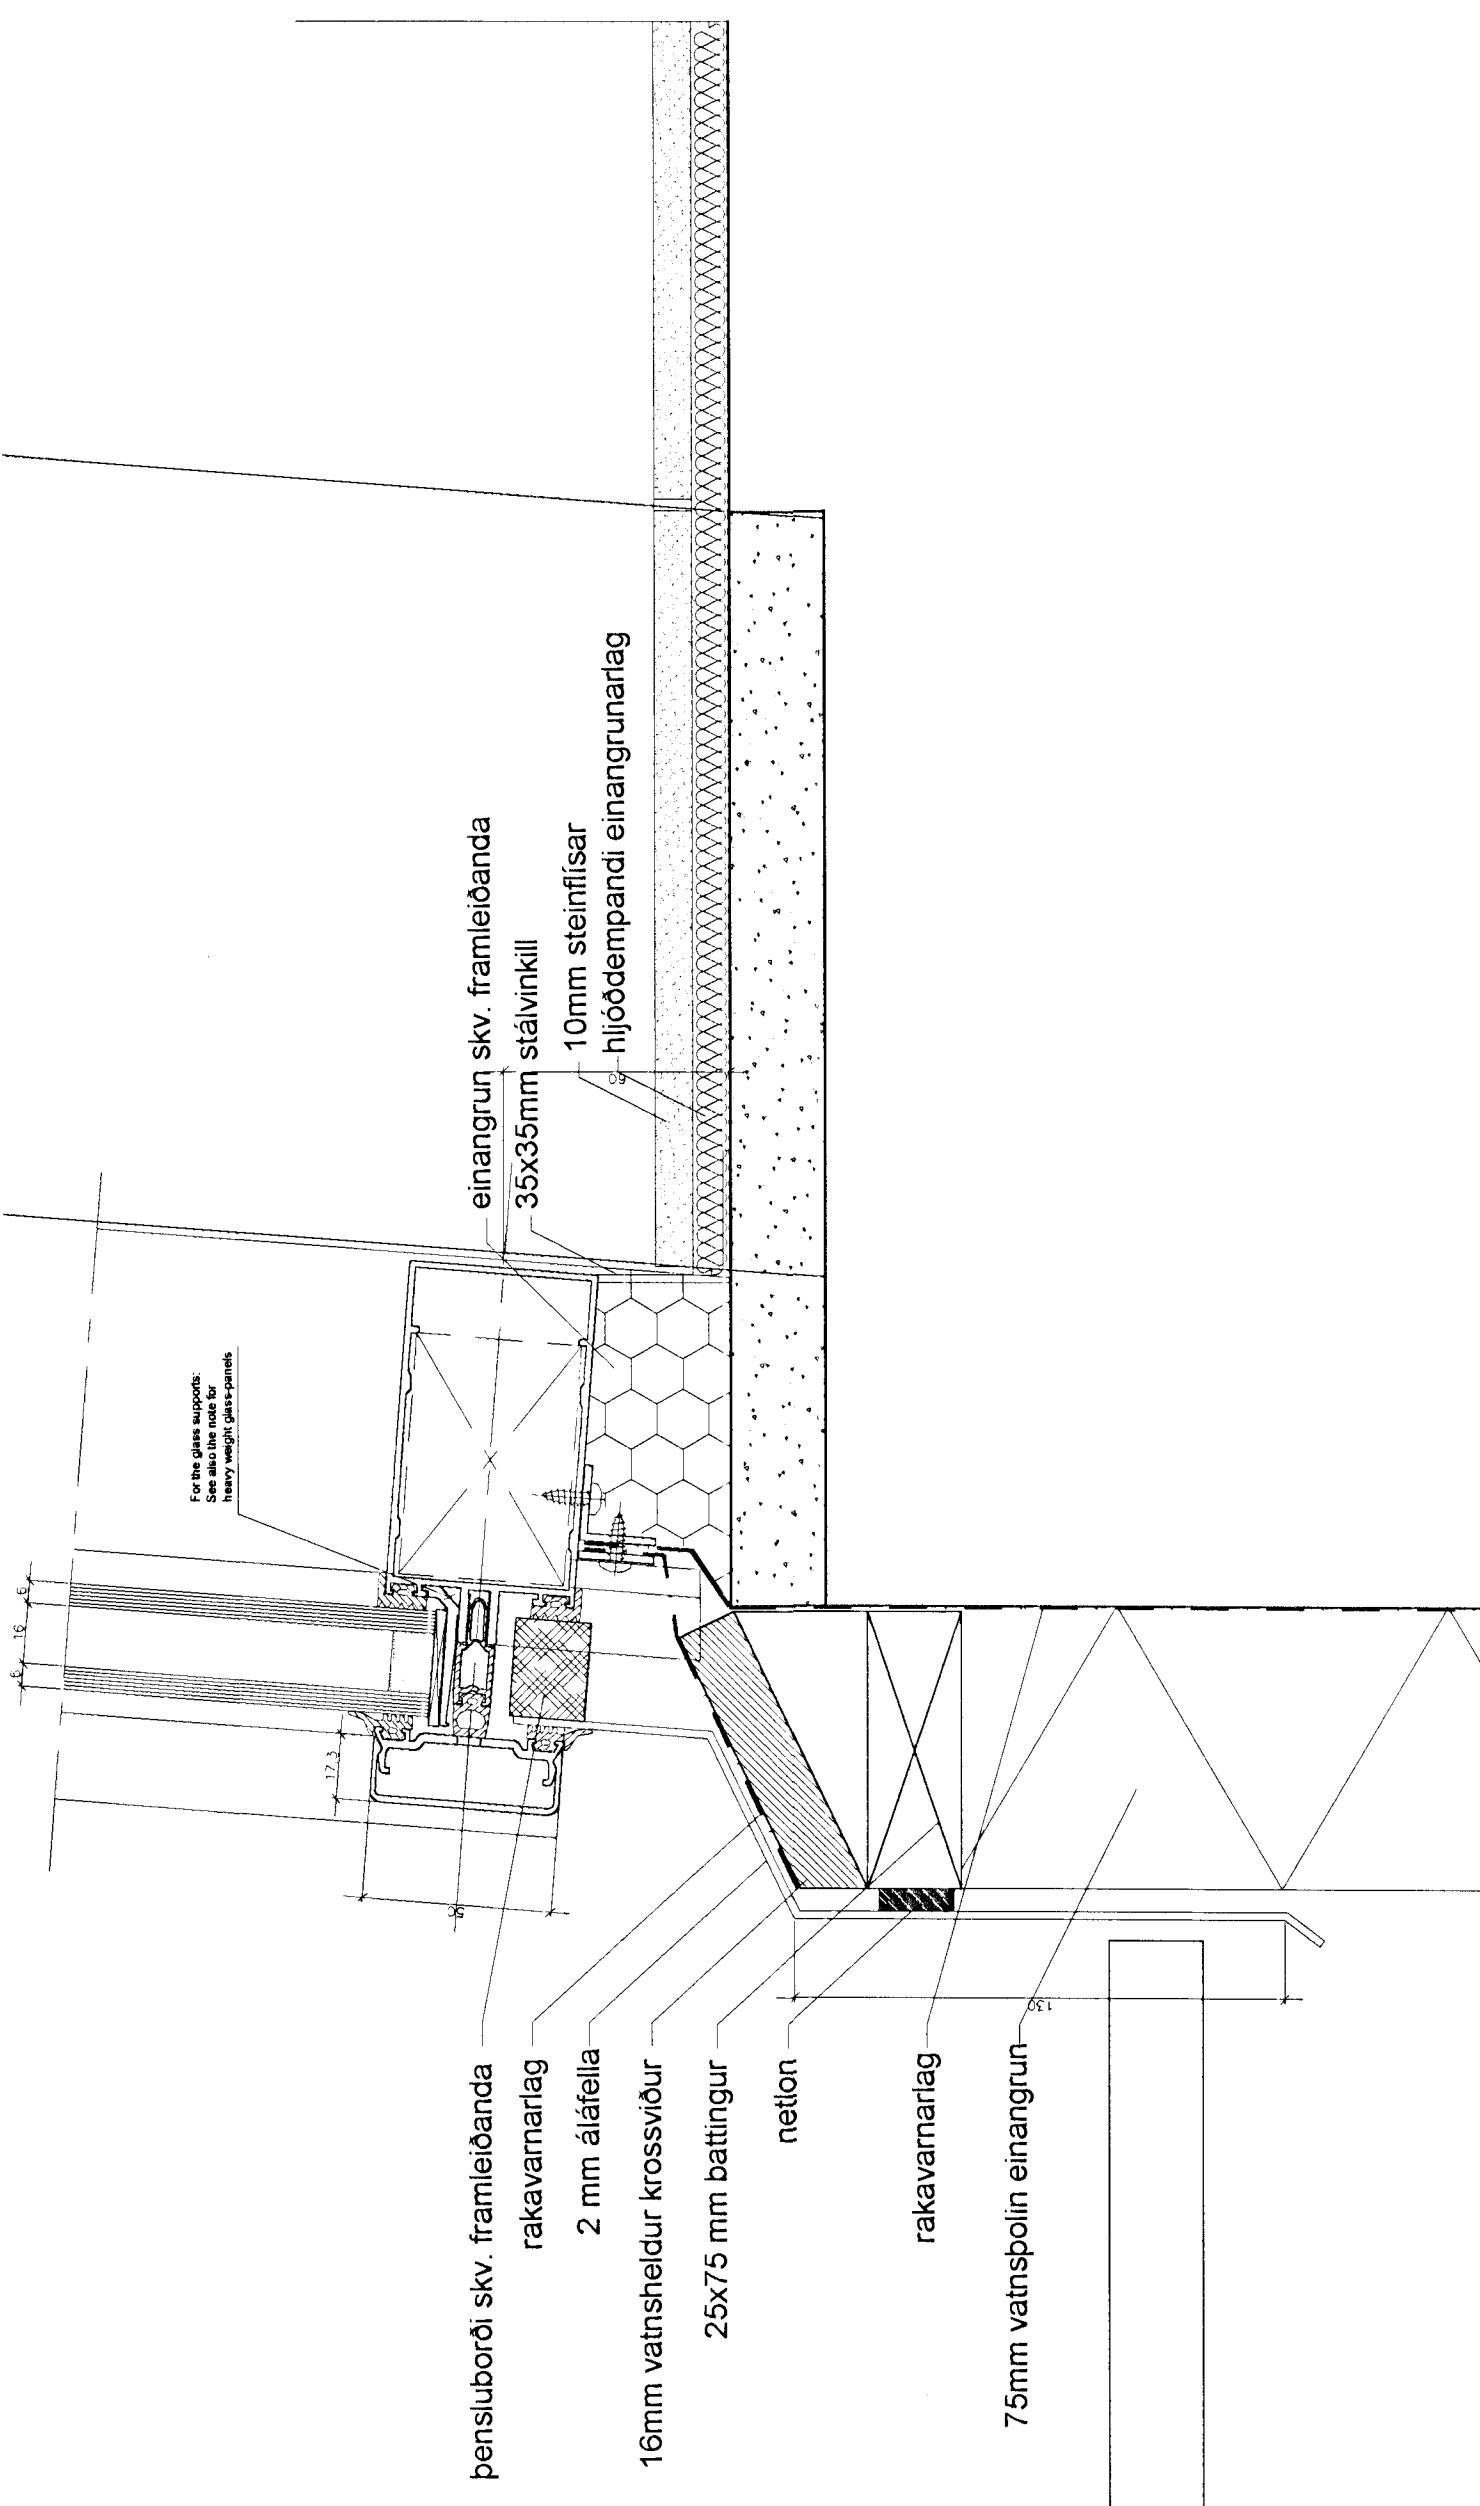 For the glass supports:
See also the note for
heavy weight glass-panels
6
16
6
17.3
50
einangrun skv. framleiðanda
35x35mm stálvinkill
10mm steinflísar
hljóðdempandi einangrunarlag
60
þensluborði skv. framleiðanda
rakavarnarlag
2 mm áláfella
16mm vatnsheldur krossviður
25x75 mm battingur
netlon
rakavarnarlag
75mm vatnsþolin einangrun
130